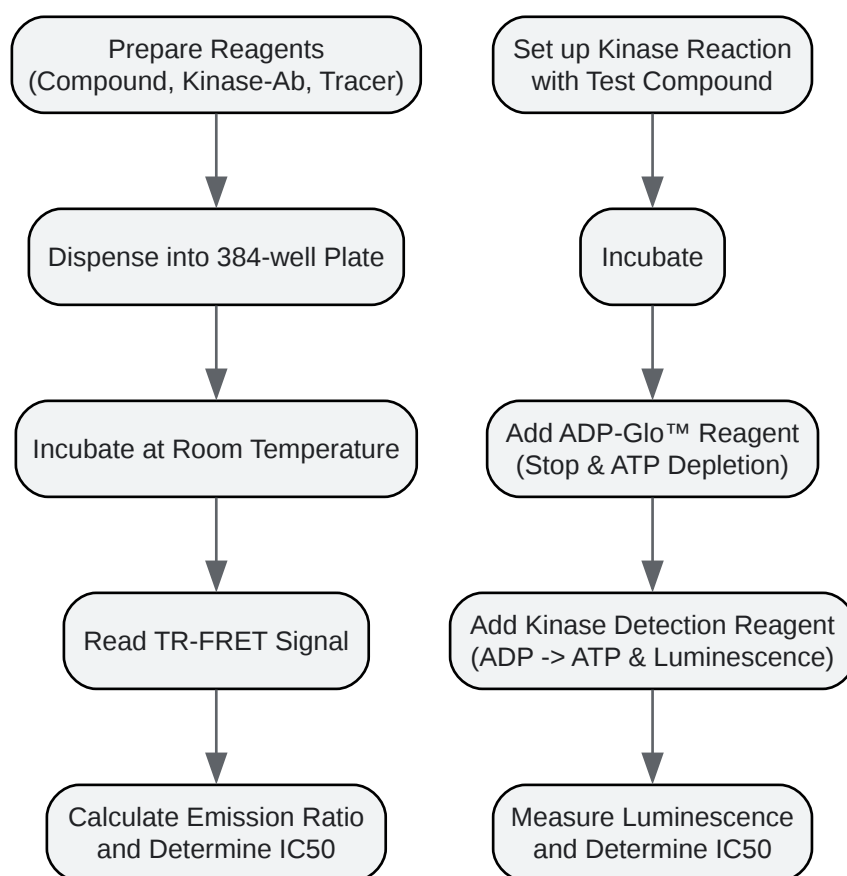 Prepare Reagents
(Compound, Kinase-Ab, Tracer)
Dispense into 384-well Plate
Incubate at Room Temperature
Read TR-FRET Signal
Calculate Emission Ratio
and Determine IC50
Set up Kinase Reaction
with Test Compound
Incubate
Add ADP-Glo™ Reagent
(Stop & ATP Depletion)
Add Kinase Detection Reagent
(ADP -> ATP & Luminescence)
Measure Luminescence
and Determine IC50